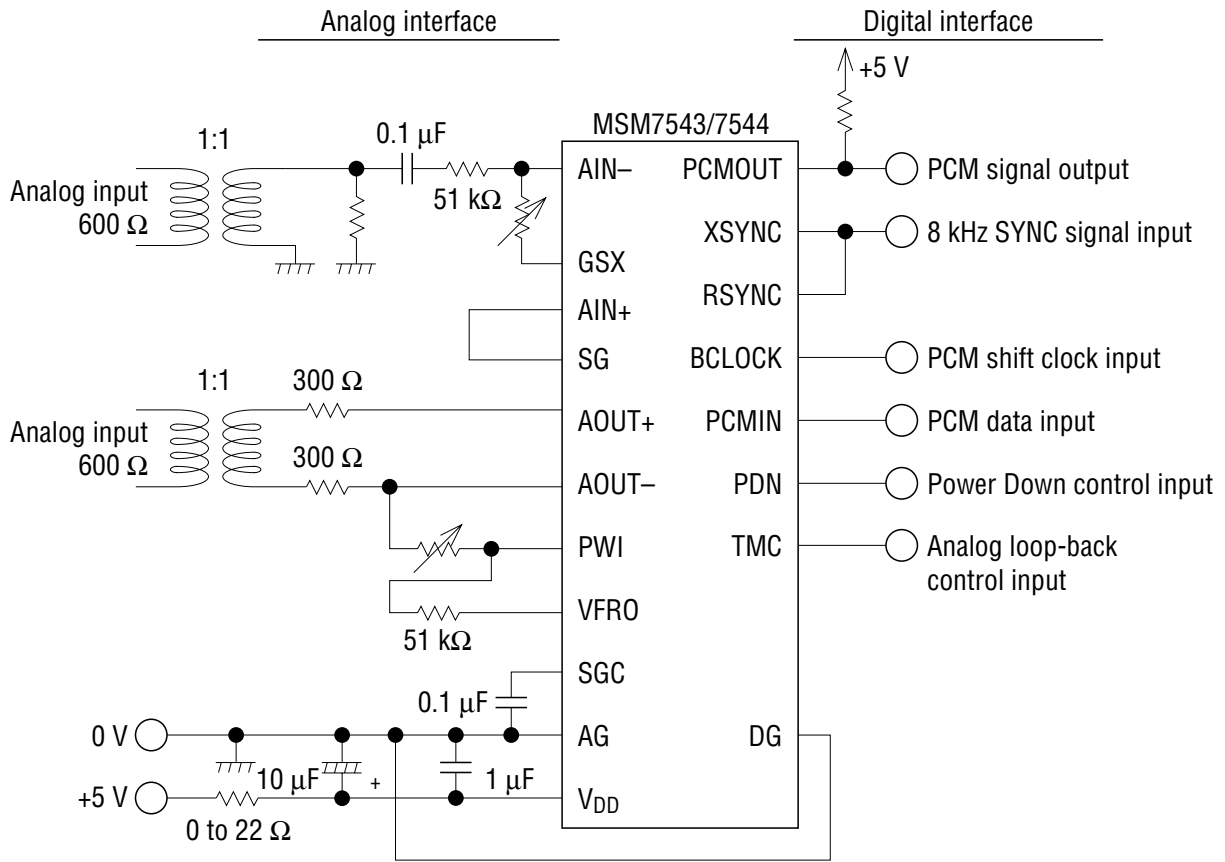 Analog interface
Digital interface
+5 V
MSM7543/7544
1:1
0.1 μF
AIN–
PCMOUT
PCM signal output
Analog input
600 Ω
51 kΩ
XSYNC
8 kHz SYNC signal input
GSX
RSYNC
AIN+
SG
BCLOCK
PCM shift clock input
1:1
300 Ω
AOUT+
PCMIN
PCM data input
Analog input
600 Ω
300 Ω
AOUT–
PDN
Power Down control input
PWI
TMC
Analog loop-back
control input
VFRO
51 kΩ
SGC
0.1 μF
0 V
AG
DG
10 μF
+
1 μF
+5 V
VDD
0 to 22 Ω